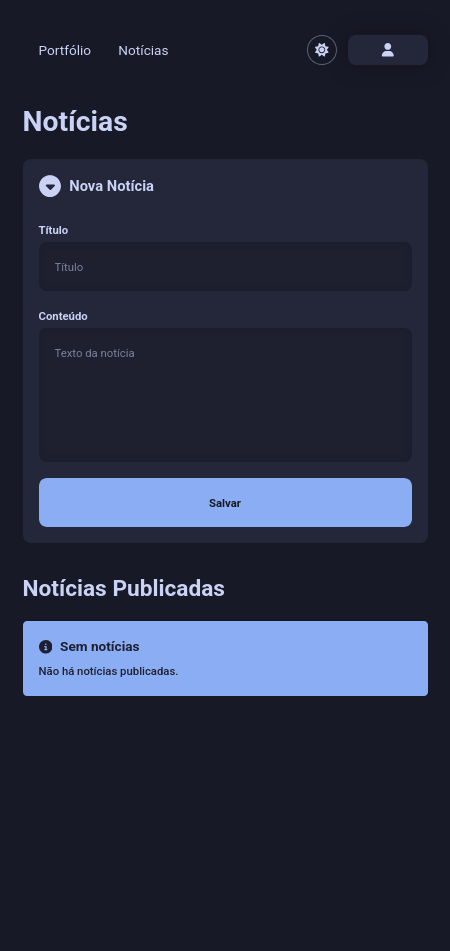 Portfólio Notícias
Notícias
Nova Notícia
Título
Título
Conteúdo
Texto da notícia
Salvar
Notícias Publicadas
Sem notícias
Não há notícias publicadas.